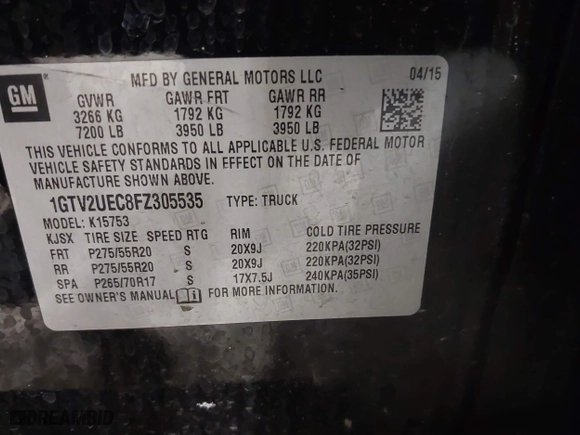 GM
MFD BY GENERAL MOTORS LLC 04/15
GVWR GAWR FRT GAWR RR
3266 KG 1792 KG 1792 KG
7200 LB 3950 LB 3950 LB
THIS VEHICLE CONFORMS TO ALL APPLICABLE U.S. FEDERAL MOTOR
VEHICLE SAFETY STANDARDS IN EFFECT ON THE DATE OF
MANUFACTURE SHOWN ABOVE.
1GTV2UEC8FZ305535 TYPE: TRUCK
MODEL: K15753
KJSX TIRE SIZE SPEED RTG RIM COLD TIRE PRESSURE
FRT P275/55R20 S 20X9J 220KPA(32PSI)
RR P275/55R20 S 20X9J 220KPA(32PSI)
SPA P265/70R17 S 17X7.5J 240KPA(35PSI)
SEE OWNER'S MANUAL FOR MORE INFORMATION.
DREAMBID